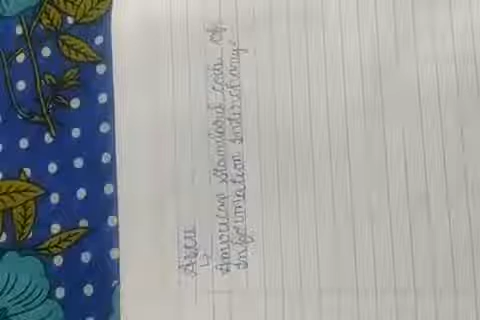 Ascii
↳
American standard code of
Information Interchange